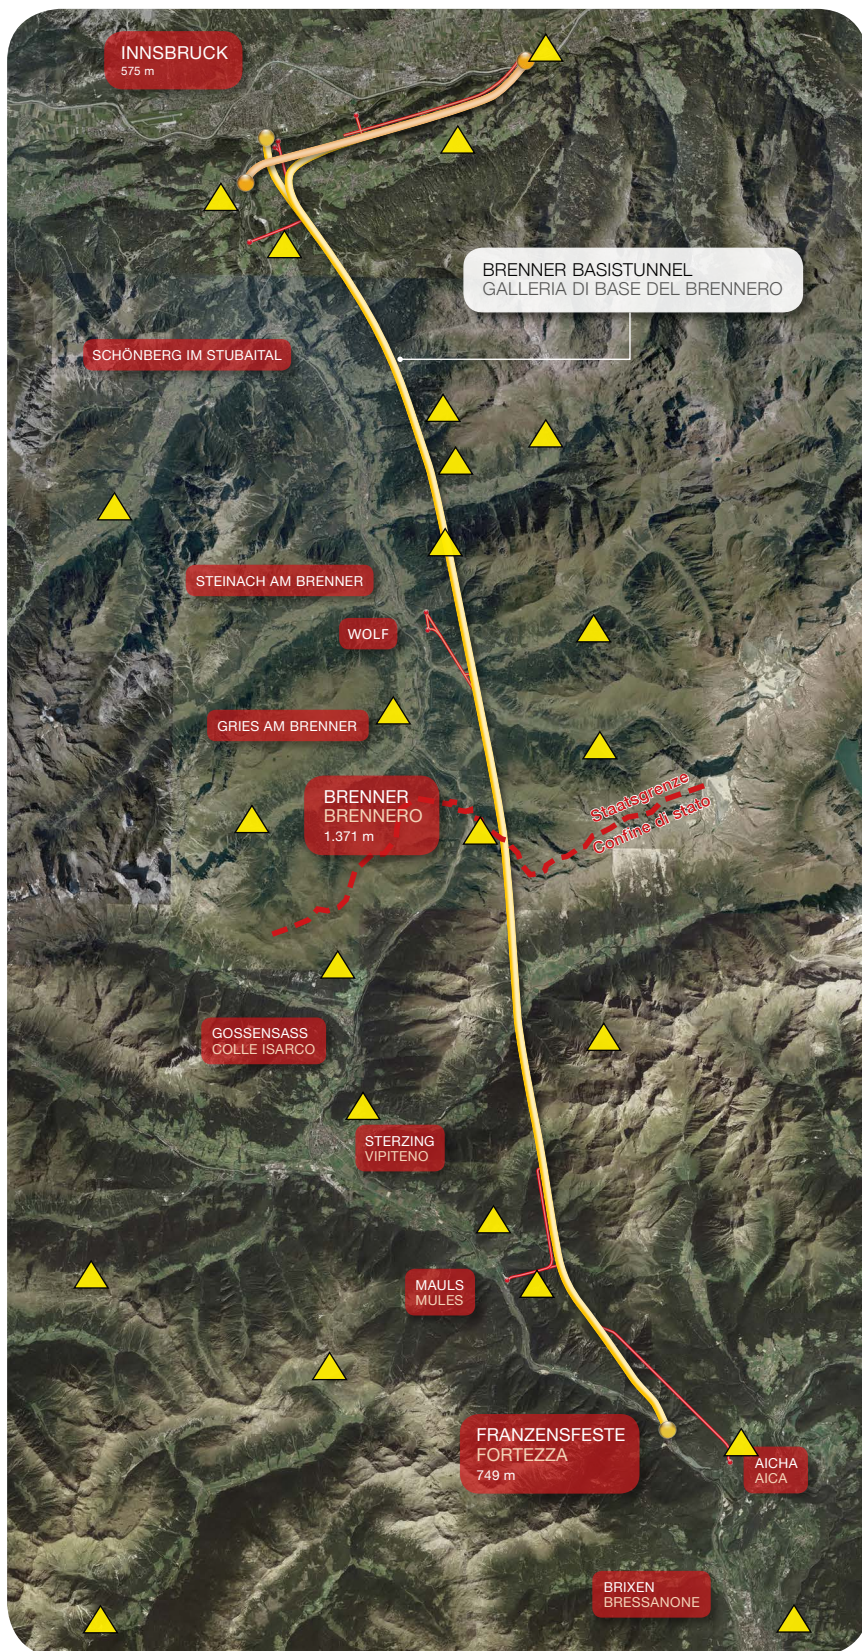 INNSBRUCK
575 m
BRENNER BASISTUNNEL
GALLERIA DI BASE DEL BRENNERO
SCHÖNBERG IM STUBAITAL
STEINACH AM BRENNER
WOLF
GRIES AM BRENNER
BRENNER
BRENNERO
1.371 m
Staatsgrenze
Confine di stato
GOSSENSASS
COLLE ISARCO
STERZING
VIPITENO
MAULS
MULES
FRANZENSFESTE
FORTEZZA
749 m
AICHA
AICA
BRIXEN
BRESSANONE